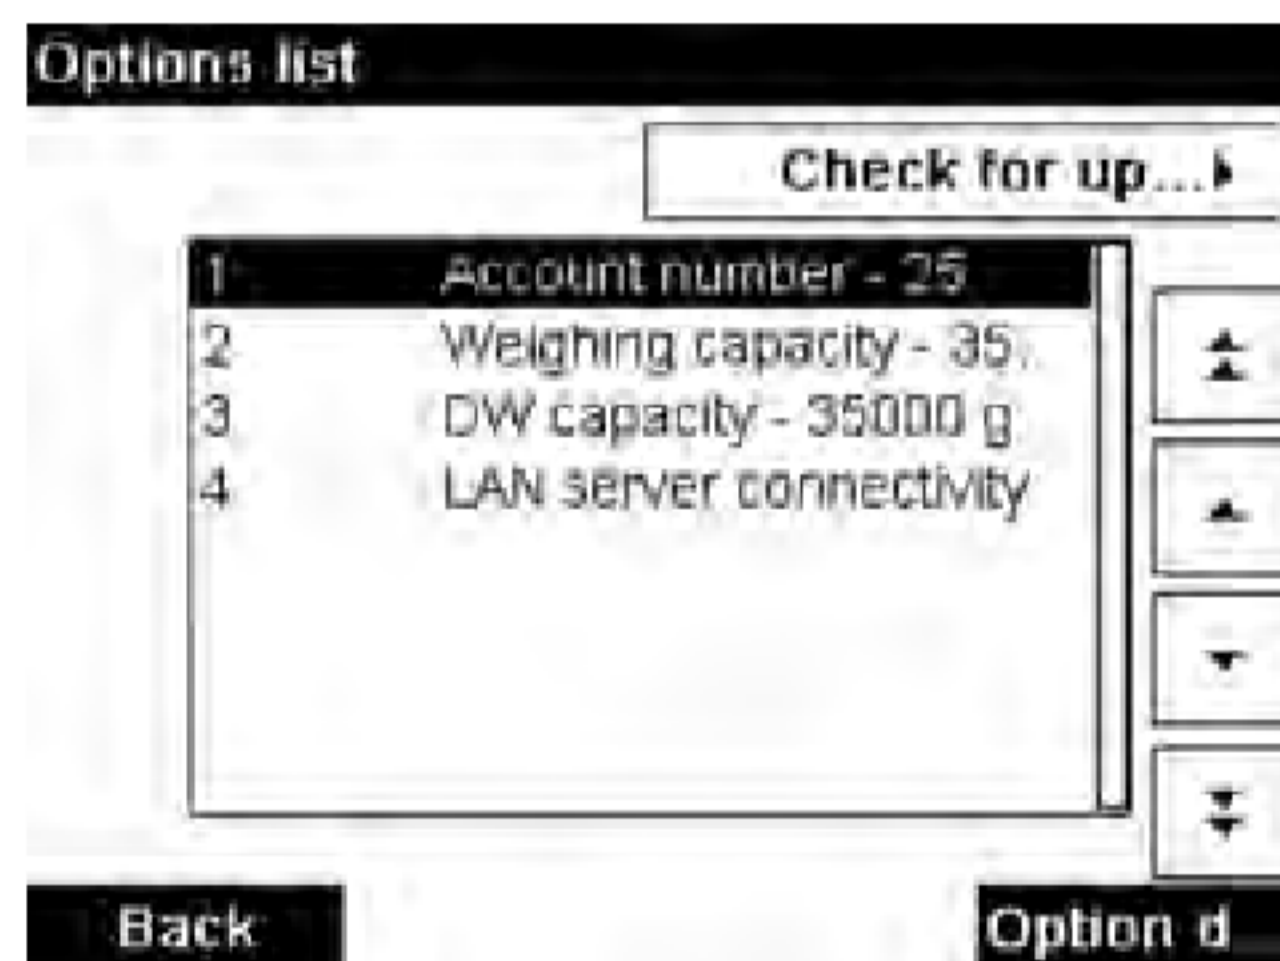 Options list
Check for up...
1 Account number - 25
2 Weighing capacity - 35..
3 DW capacity - 35000 g
4 LAN server connectivity
Back
Option d